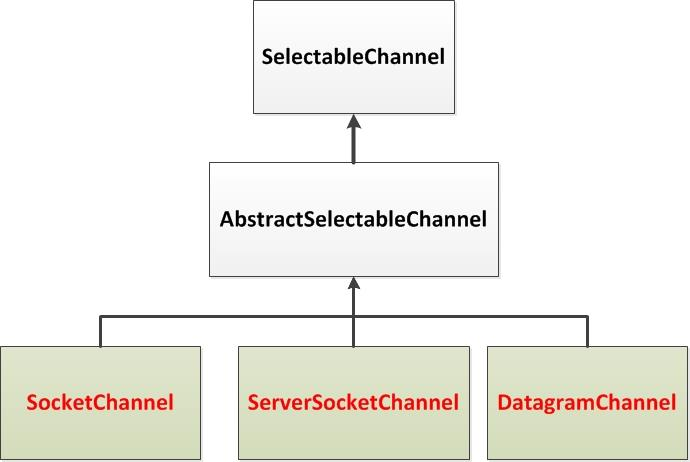 SelectableChannel
AbstractSelectableChannel
SocketChannel
ServerSocketChannel
DatagramChannel